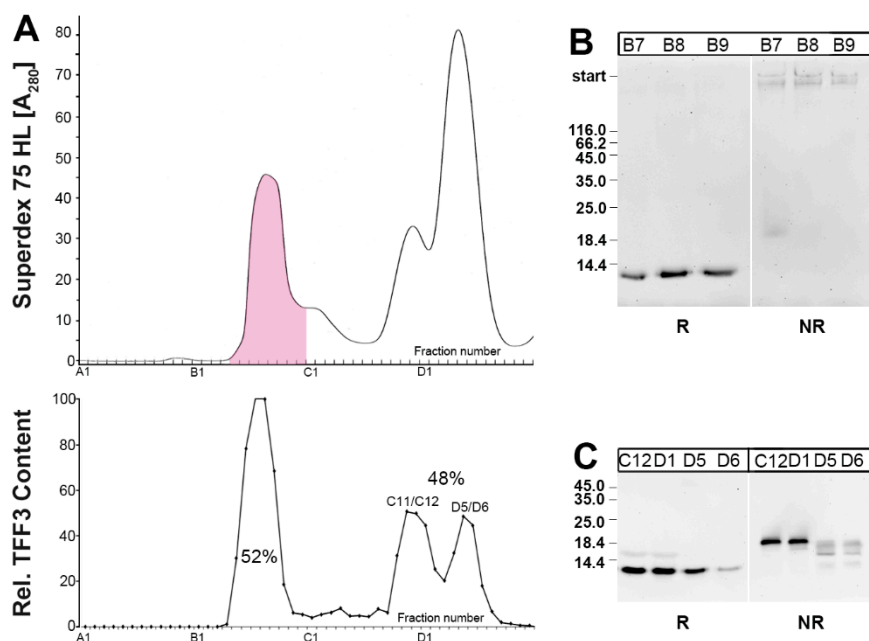 A
Superdex 75 HL [A280]
80
70
60
50
40
30
20
10
0
Fraction number
A1 B1 C1 D1
Rel. TFF3 Content
100
80
60
40
20
0
52%
48%
C11/C12
D5/D6
Fraction number
A1 B1 C1 D1
B
B7 B8 B9 B7 B8 B9
start
116.0
66.2
45.0
35.0
25.0
18.4
14.4
R NR
C
C12 D1 D5 D6 C12 D1 D5 D6
45.0
35.0
25.0
18.4
14.4
R NR